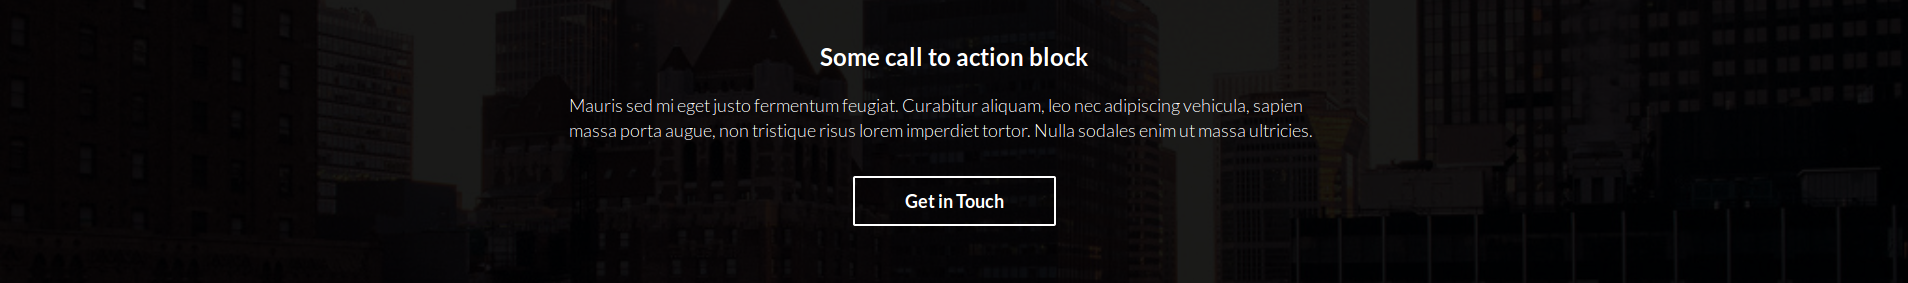 Some call to action block
Mauris sed mi eget justo fermentum feugiat. Curabitur aliquam, leo nec adipiscing vehicula, sapien
massa porta augue, non tristique risus lorem imperdiet tortor. Nulla sodales enim ut massa ultricies.
Get in Touch